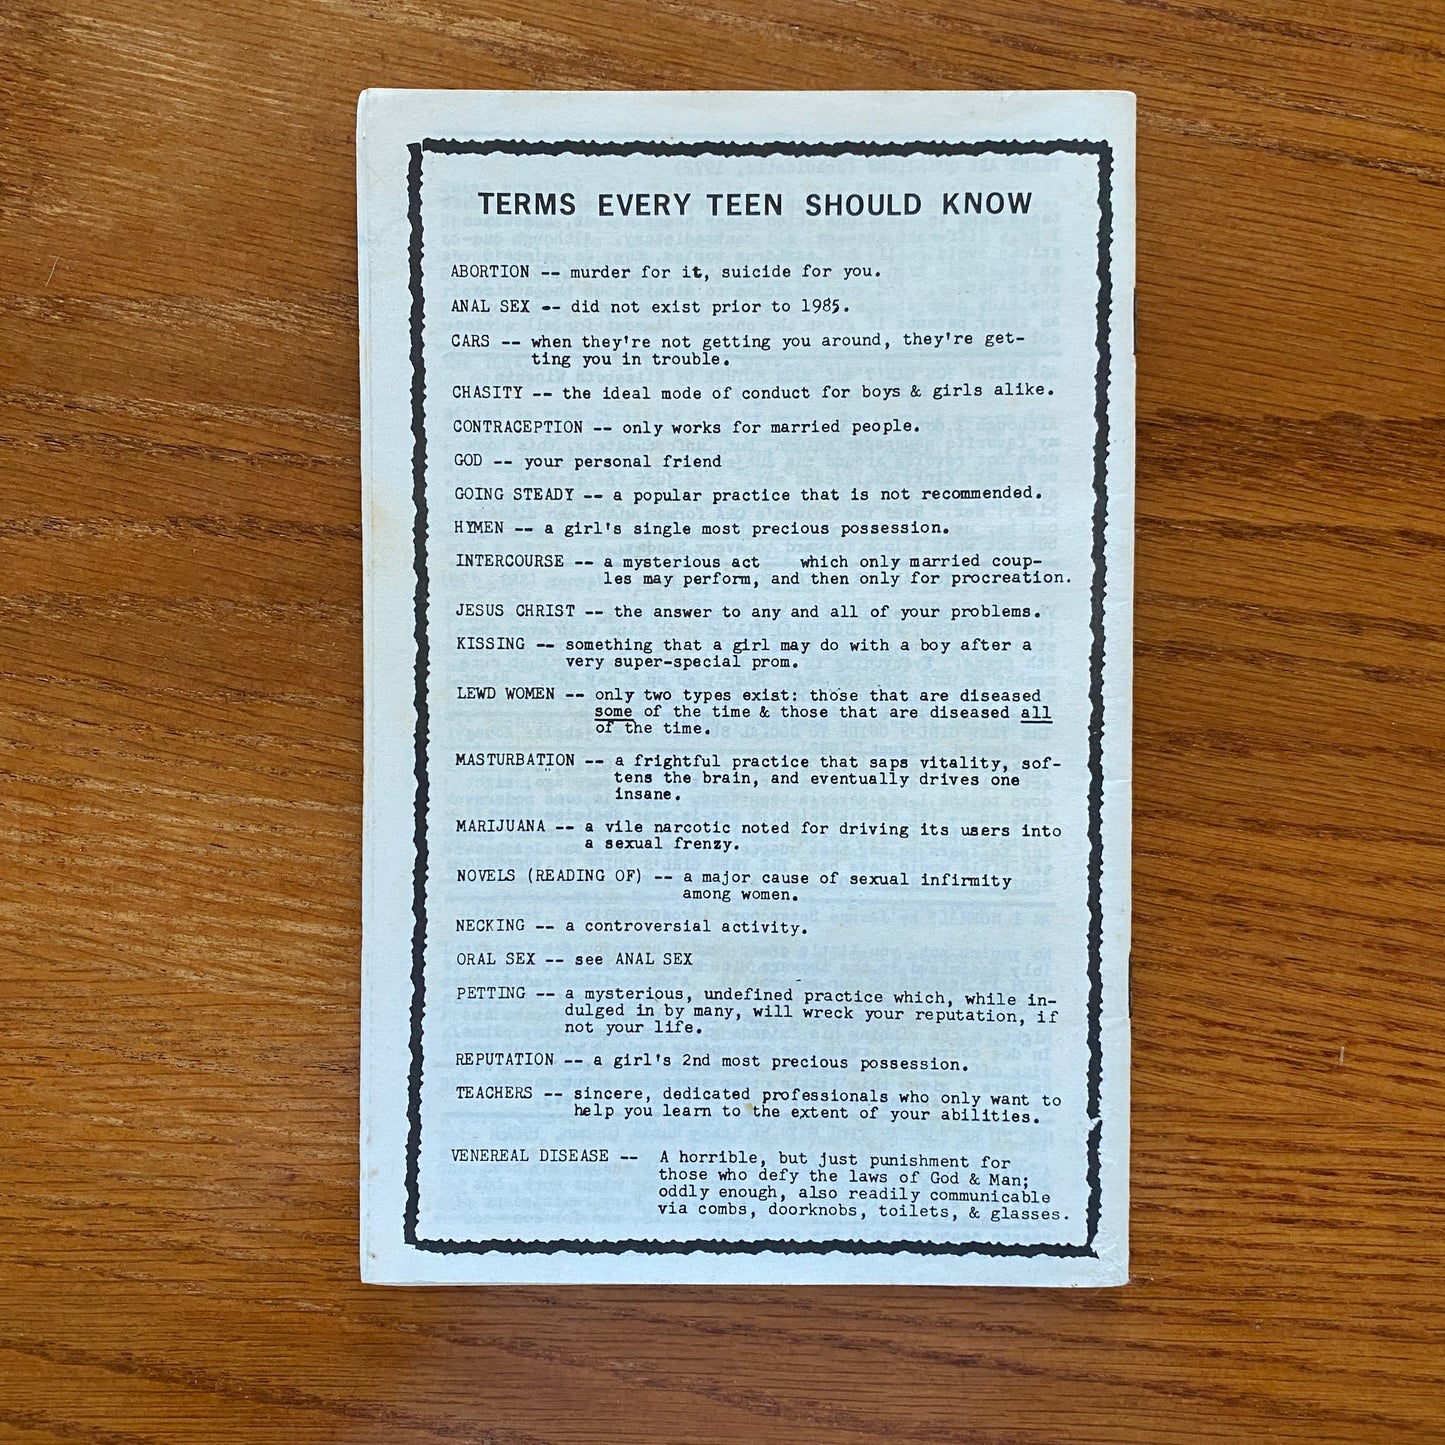 TERMS EVERY TEEN SHOULD KNOW
ABORTION -- murder for it, suicide for you.
ANAL SEX -- did not exist prior to 1985.
CARS -- when they're not getting you around, they're get-
ting you in trouble.
CHASITY -- the ideal mode of conduct for boys & girls alike.
CONTRACEPTION -- only works for married people.
GOD -- your personal friend
GOING STEADY -- a popular practice that is not recommended.
HYMEN -- a girl's single most precious possession.
INTERCOURSE -- a mysterious act which only married coup-
les may perform, and then only for procreation.
JESUS CHRIST -- the answer to any and all of your problems.
KISSING -- something that a girl may do with a boy after a
very super-special prom.
LEWD WOMEN -- only two types exist: those that are diseased
some of the time & those that are diseased all
of the time.
MASTURBATION -- a frightful practice that saps vitality, sof-
tens the brain, and eventually drives one
insane.
MARIJUANA -- a vile narcotic noted for driving its users into
a sexual frenzy.
NOVELS (READING OF) -- a major cause of sexual infirmity
among women.
NECKING -- a controversial activity.
ORAL SEX -- see ANAL SEX
PETTING -- a mysterious, undefined practice which, while in-
dulged in by many, will wreck your reputation, if
not your life.
REPUTATION -- a girl's 2nd most precious possession.
TEACHERS -- sincere, dedicated professionals who only want to
help you learn to the extent of your abilities.
VENEREAL DISEASE -- A horrible, but just punishment for
those who defy the laws of God & Man;
oddly enough, also readily communicable
via combs, doorknobs, toilets, & glasses.